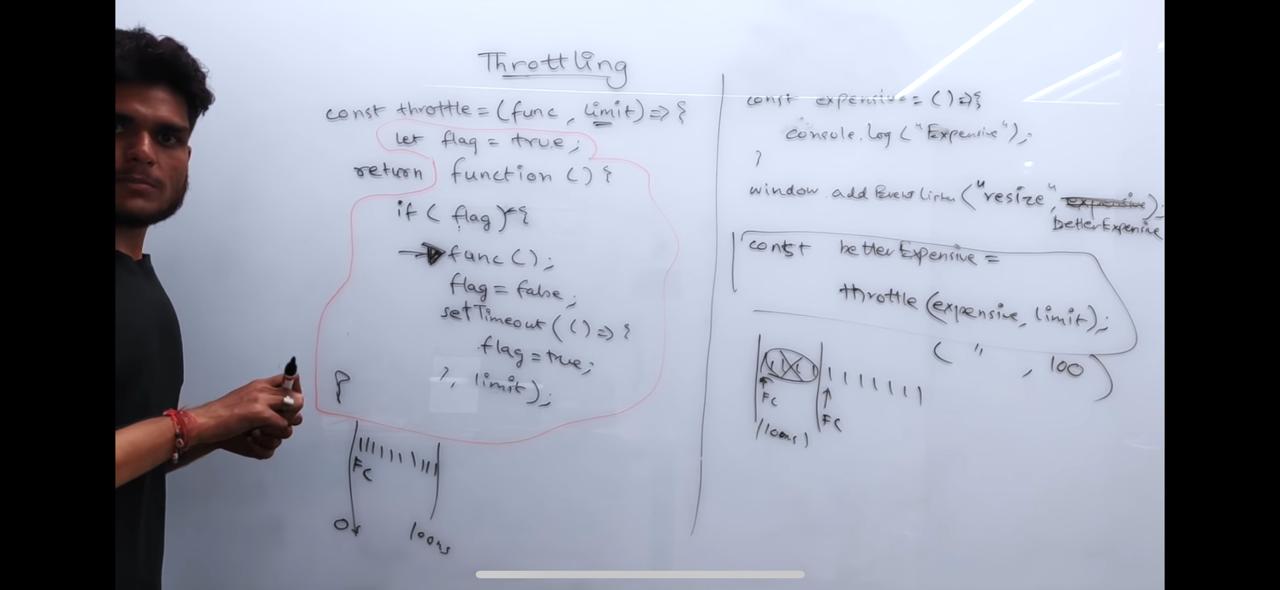 Throttling
const throttle = (func, limit) => {
let flag = true;
return function () {
if (flag) {
func();
flag = false;
setTimeout(() => {
flag = true;
}, limit);
}
FC
0s
100ms
const expensive = () => {
console.log("Expensive");
}
window add
("resize", expensive);
betterExpensive
const betterExpensive =
throttle (expensive, limit);
( " , 100 )
FC
FC
(100ms)